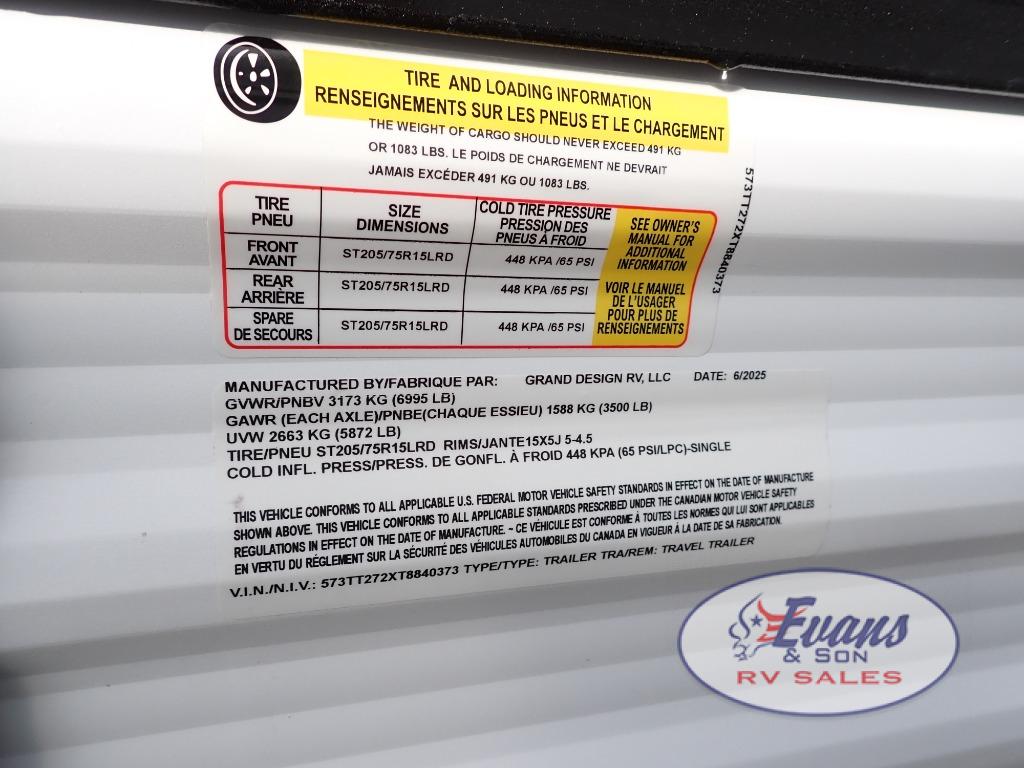 TIRE AND LOADING INFORMATION
RENSEIGNEMENTS SUR LES PNEUS ET LE CHARGEMENT
THE WEIGHT OF CARGO SHOULD NEVER EXCEED 491 KG
OR 1083 LBS. LE POIDS DE CHARGEMENT NE DEVRAIT
JAMAIS EXCÉDER 491 KG OU 1083 LBS.
TIRE
PNEU
SIZE
DIMENSIONS
COLD TIRE PRESSURE
PRESSION DES
PNEUS À FROID
FRONT
AVANT
ST205/75R15LRD
448 KPA /65 PSI
REAR
ARRIÈRE
ST205/75R15LRD
448 KPA /65 PSI
SPARE
DE SECOURS
ST205/75R15LRD
448 KPA /65 PSI
SEE OWNER'S
MANUAL FOR
ADDITIONAL
INFORMATION
VOIR LE MANUEL
DE L'USAGER
POUR PLUS DE
RENSEIGNEMENTS
573TT272XT8840373
MANUFACTURED BY/FABRIQUE PAR: GRAND DESIGN RV, LLC DATE: 6/2025
GVWR/PNBV 3173 KG (6995 LB)
GAWR (EACH AXLE)/PNBE(CHAQUE ESSIEU) 1588 KG (3500 LB)
UVW 2663 KG (5872 LB)
TIRE/PNEU ST205/75R15LRD RIMS/JANTE15X5J 5-4.5
COLD INFL. PRESS/PRESS. DE GONFL. À FROID 448 KPA (65 PSI/LPC)-SINGLE
THIS VEHICLE CONFORMS TO ALL APPLICABLE U.S. FEDERAL MOTOR VEHICLE SAFETY STANDARDS IN EFFECT ON THE DATE OF MANUFACTURE
SHOWN ABOVE. THIS VEHICLE CONFORMS TO ALL APPLICABLE STANDARDS PRESCRIBED UNDER THE CANADIAN MOTOR VEHICLE SAFETY
REGULATIONS IN EFFECT ON THE DATE OF MANUFACTURE. ~ CE VÉHICULE EST CONFORME À TOUTES LES NORMES QUI LUI SONT APPLICABLES
EN VERTU DU RÉGLEMENT SUR LA SÉCURITÉ DES VÉHICULES AUTOMOBILES DU CANADA EN VIGUEUR À LA DATE DE SA FABRICATION.
V.I.N./N.I.V.: 573TT272XT8840373 TYPE/TYPE: TRAILER TRA/REM: TRAVEL TRAILER
Evans
& SON
RV SALES